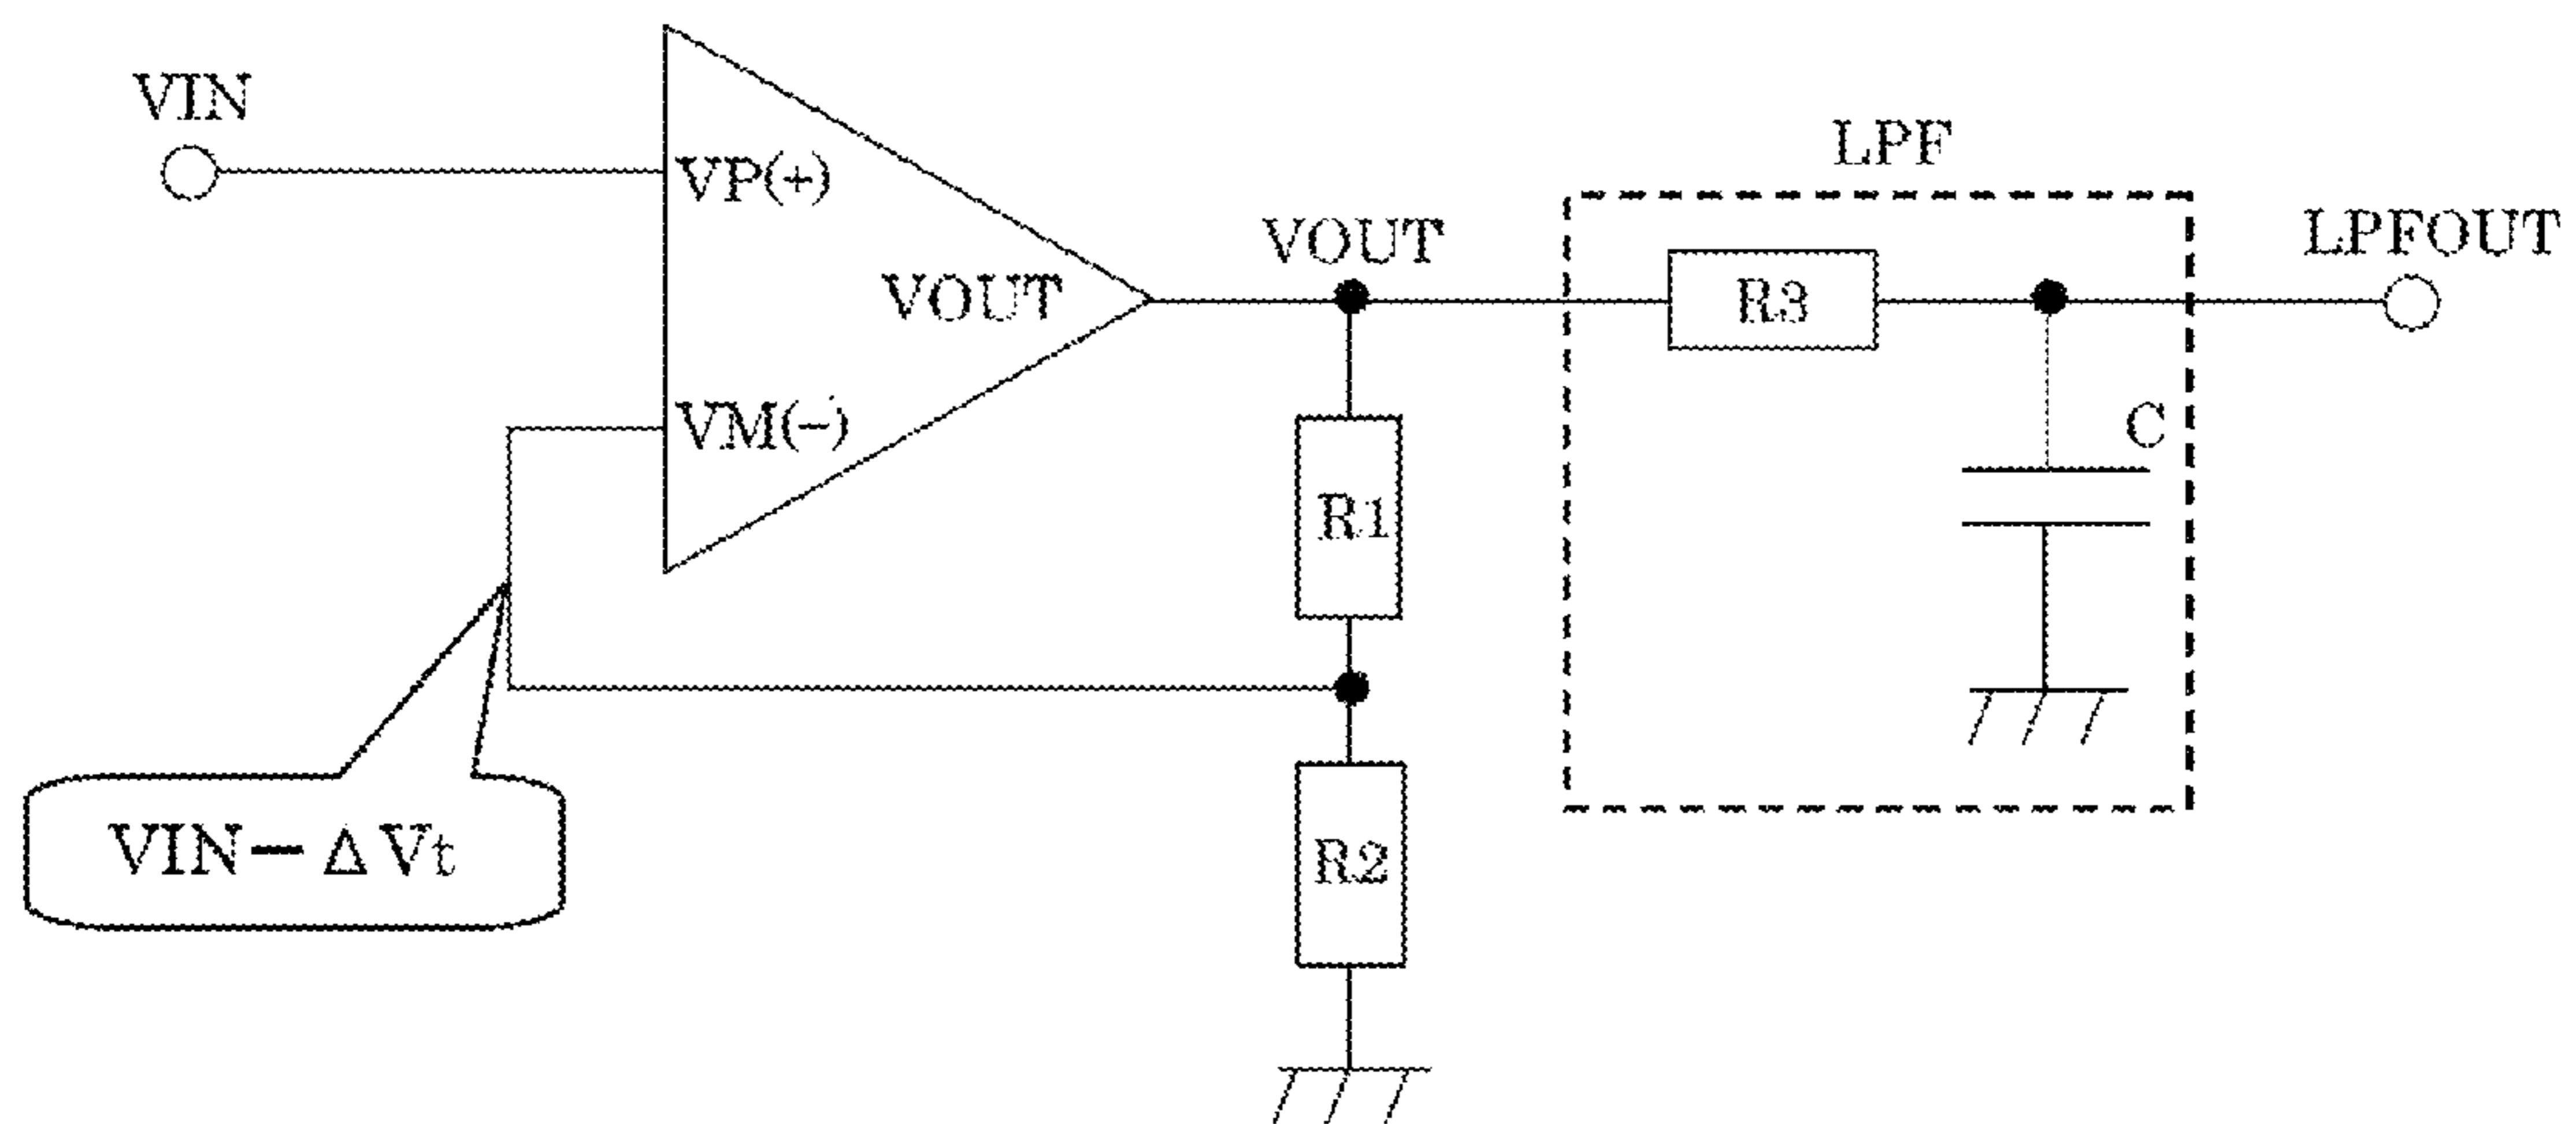 VIN
LPF
VP(+)
LPFOUT
VOUT
VOUT
R3
VM(-)
C
R1
VIN-ΔVt
R2